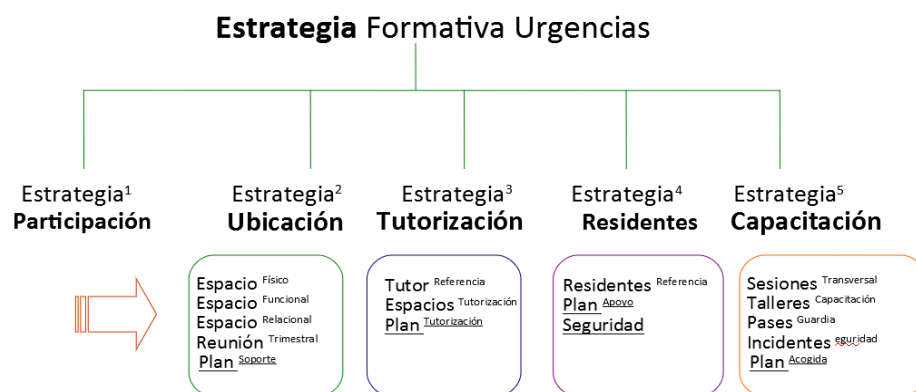 Estrategia Formativa Urgencias
Estrategia¹
Participación
Estrategia²
Ubicación
Estrategia³
Tutorización
Estrategia⁴
Residentes
Estrategia⁵
Capacitación
Espacio Físico
Espacio Funcional
Espacio Relacional
Reunión Trimestral
Plan Soporte
Tutor Referencia
Espacios Tutorización
Plan Tutorización
Residentes Referencia
Plan Apoyo
Seguridad
Sesiones Transversal
Talleres Capacitación
Pases Guardia
Incidentes eguridad
Plan Acogida